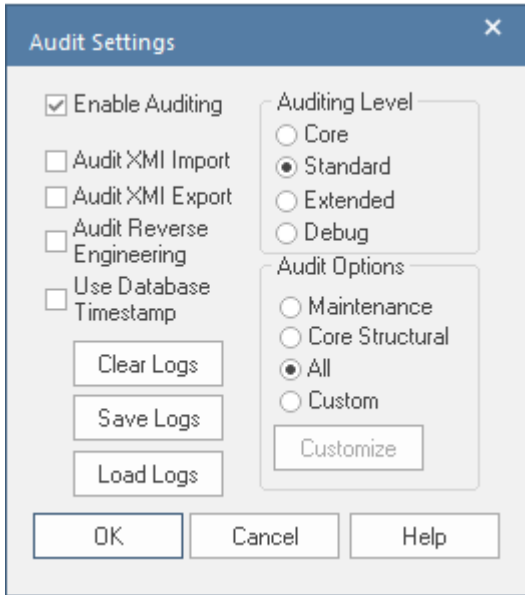 Audit Settings
Enable Auditing
Audit XMI Import
Audit XMI Export
Audit Reverse
Engineering
Use Database
Timestamp
Clear Logs
Save Logs
Load Logs
Auditing Level
Core
Standard
Extended
Debug
Audit Options
Maintenance
Core Structural
All
Custom
Customize
OK
Cancel
Help